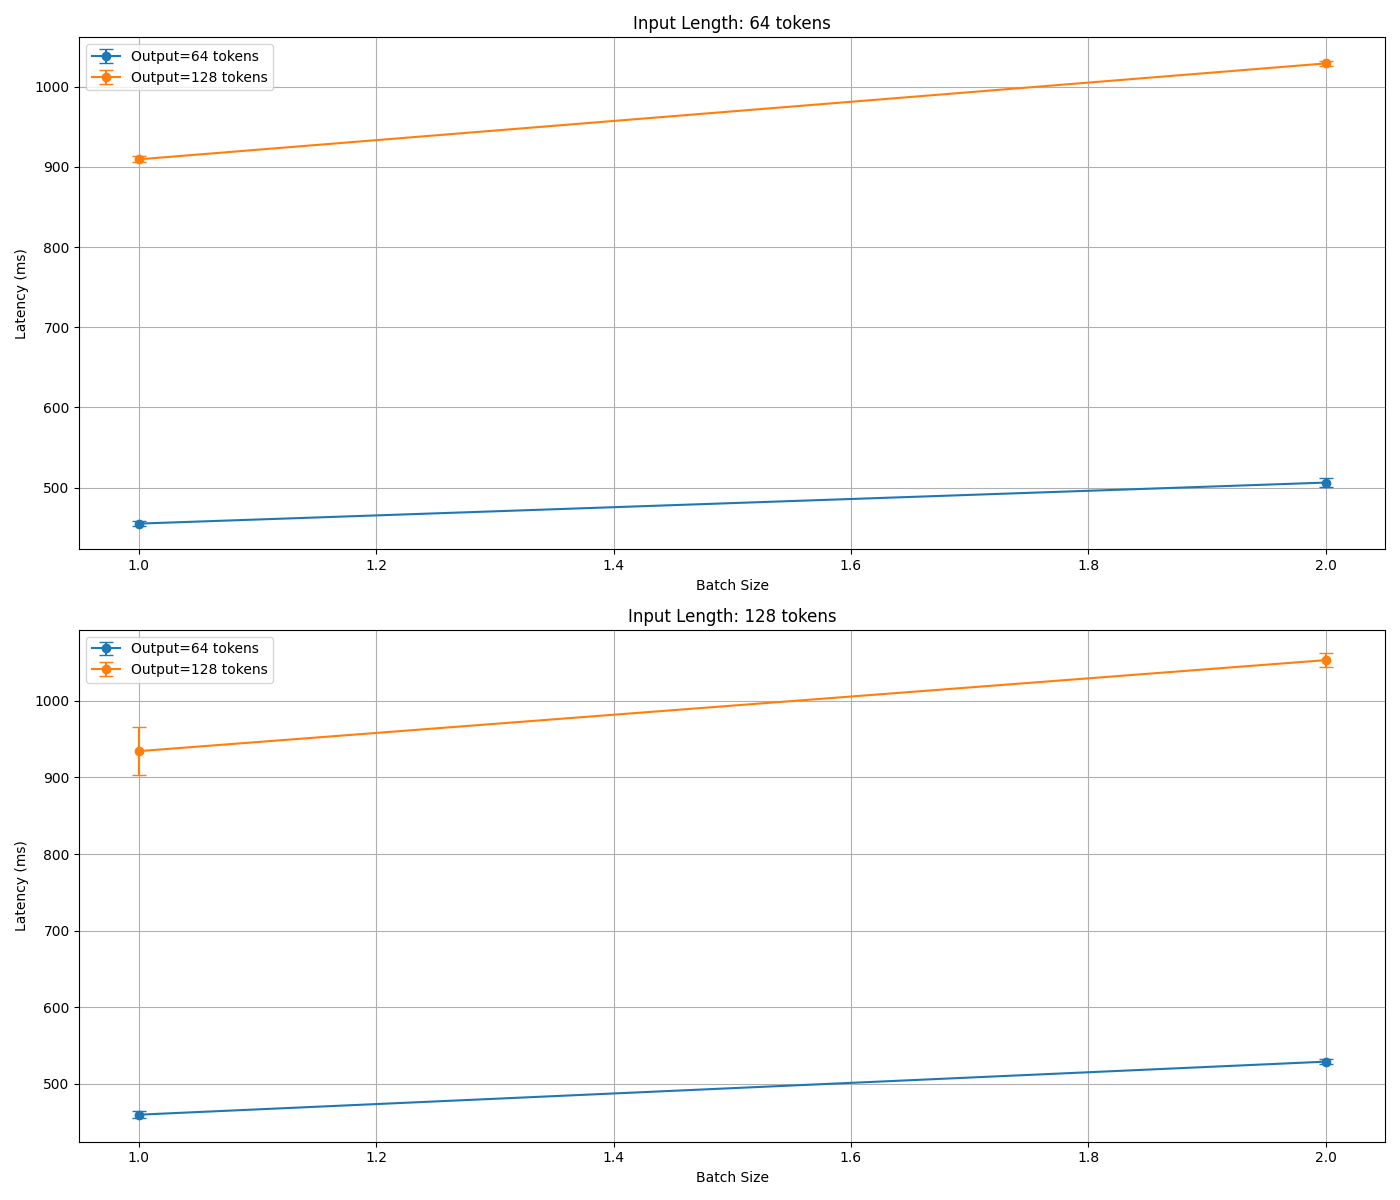 Input Length: 64 tokens
Output=64 tokens
Output=128 tokens
1000
900
800
700
600
500
Latency (ms)
1.0 1.2 1.4 1.6 1.8 2.0
Batch Size
Input Length: 128 tokens
Output=64 tokens
Output=128 tokens
1000
900
800
700
600
500
Latency (ms)
1.0 1.2 1.4 1.6 1.8 2.0
Batch Size